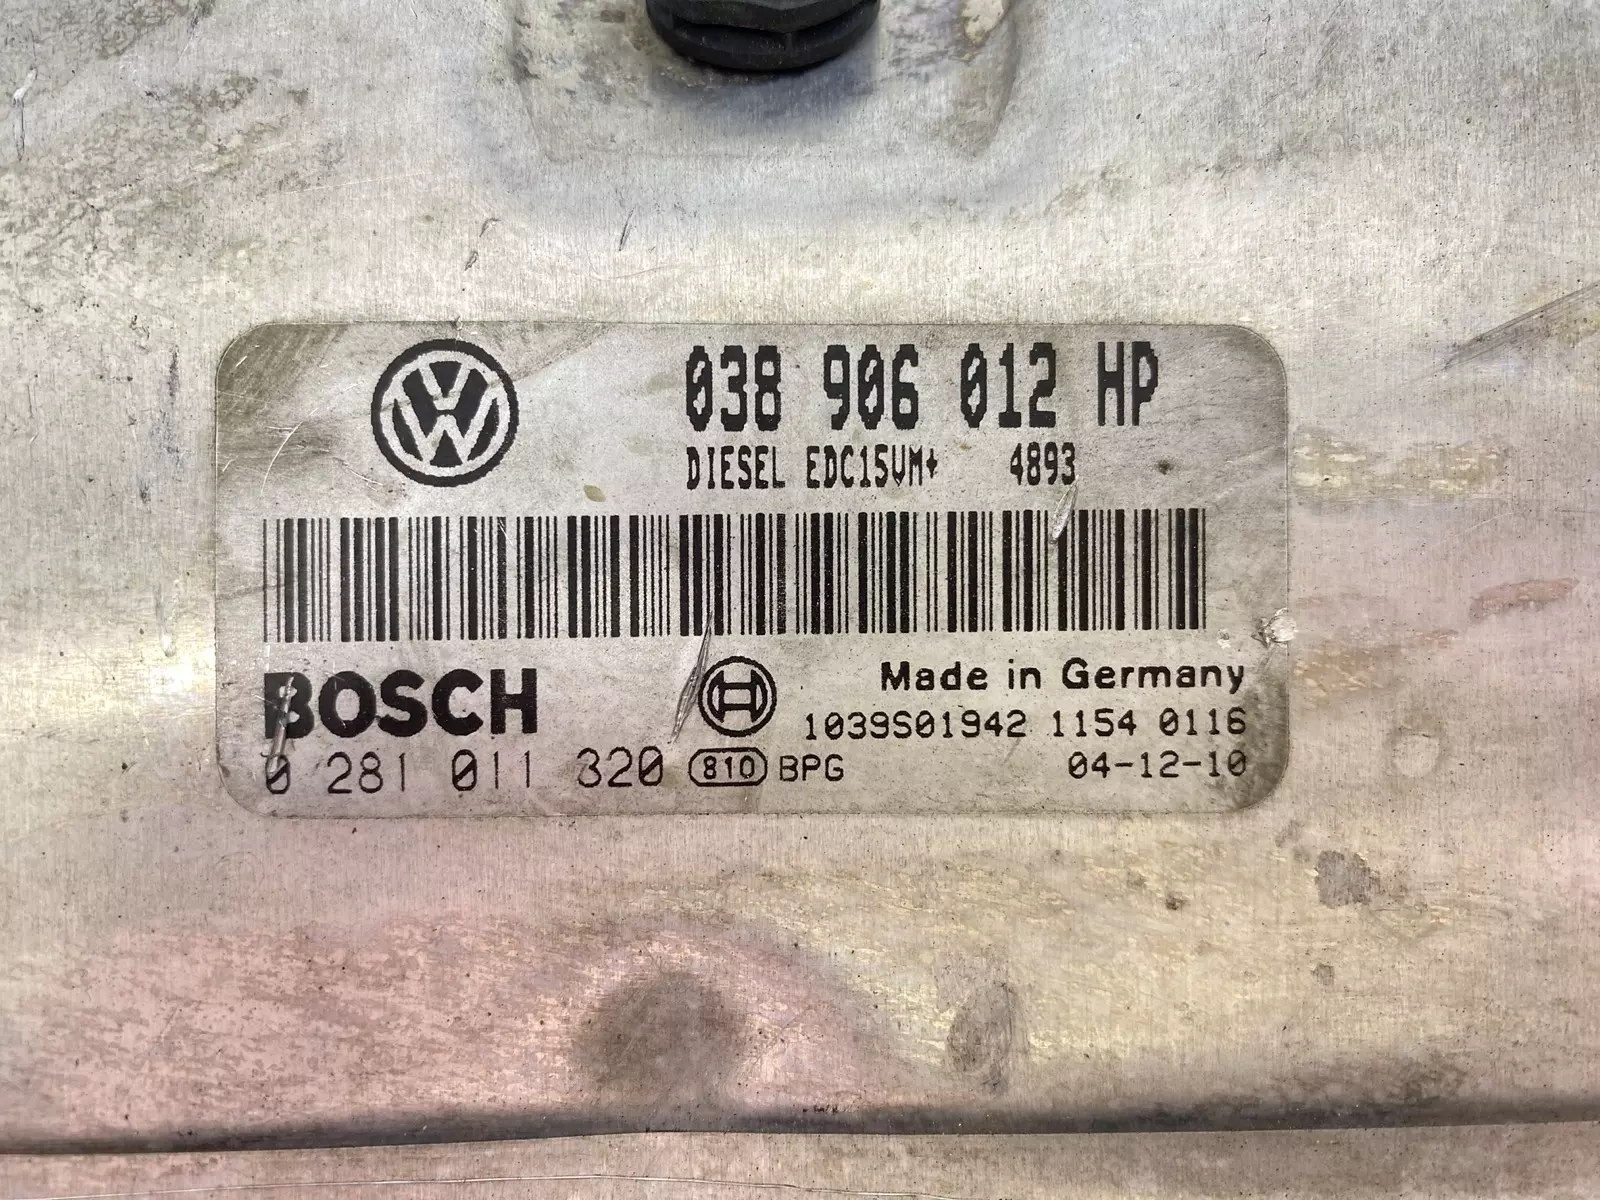 038 906 012 HP
DIESEL EDC15VM+ 4893
BOSCH
Made in Germany
1039S01942 1154 0116
0 281 011 320 810 BPG 04-12-10